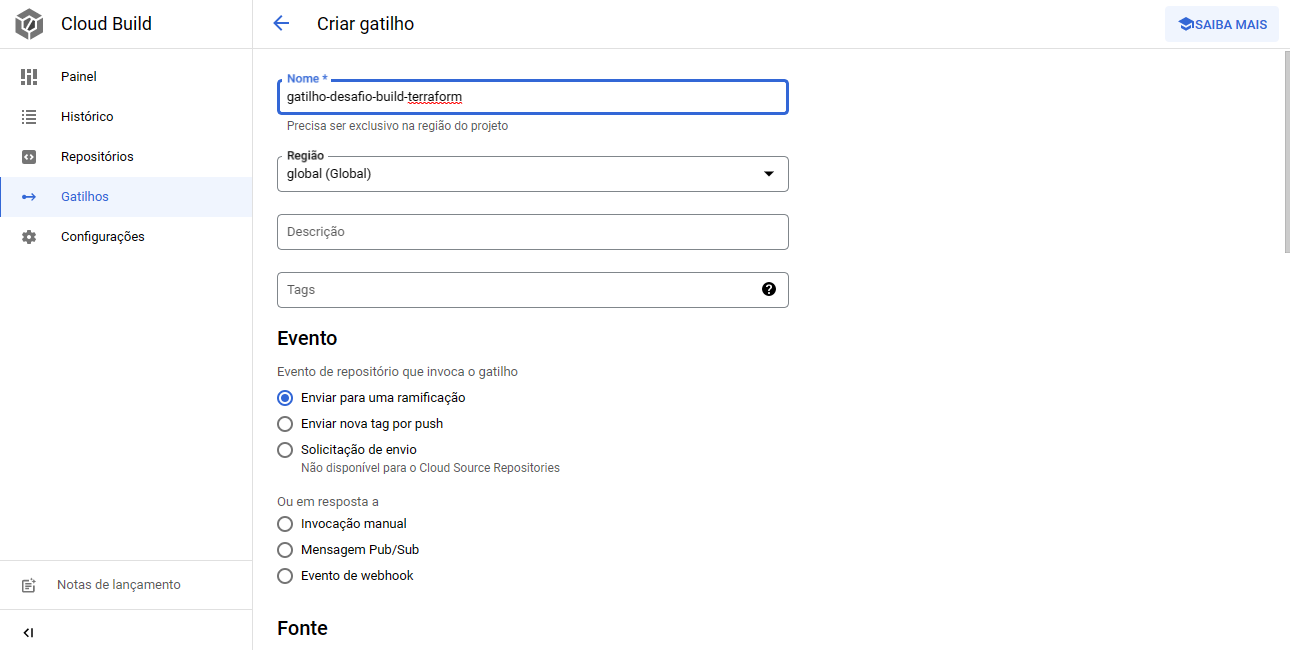 Cloud Build
Criar gatilho
SAIBA MAIS
Painel
Histórico
Repositórios
Gatilhos
Configurações
Notas de lançamento
Nome *
gatilho-desafio-build-terraform
Precisa ser exclusivo na região do projeto
Região
global (Global)
Descrição
Tags
Evento
Evento de repositório que invoca o gatilho
Enviar para uma ramificação
Enviar nova tag por push
Solicitação de envio
Não disponível para o Cloud Source Repositories
Ou em resposta a
Invocação manual
Mensagem Pub/Sub
Evento de webhook
Fonte